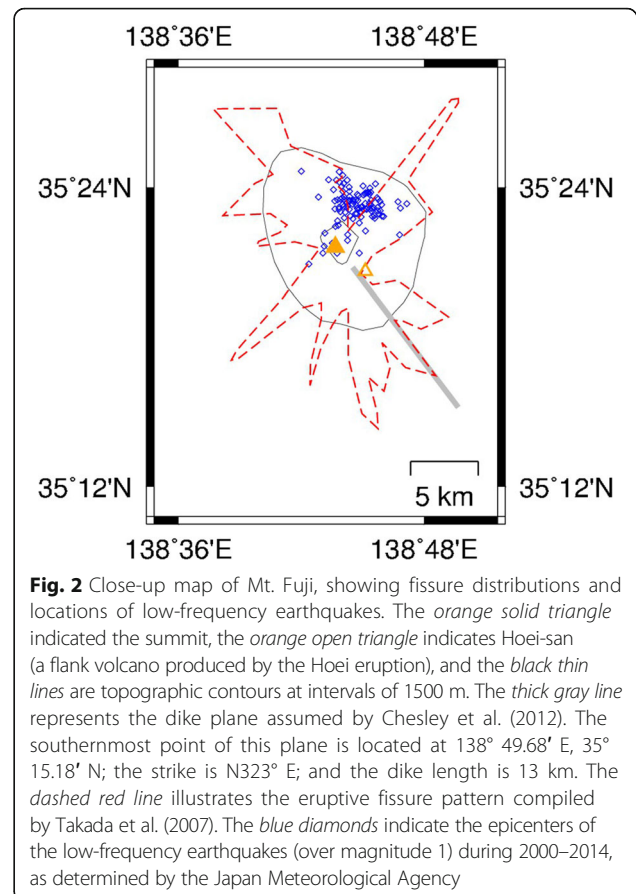 138˚36'E 138˚48'E
35˚24'N 35˚24'N
35˚12'N 35˚12'N
5 km
138˚36'E 138˚48'E
Fig. 2 Close-up map of Mt. Fuji, showing fissure distributions and
locations of low-frequency earthquakes. The orange solid triangle
indicated the summit, the orange open triangle indicates Hoei-san
(a flank volcano produced by the Hoei eruption), and the black thin
lines are topographic contours at intervals of 1500 m. The thick gray line
represents the dike plane assumed by Chesley et al. (2012). The
southernmost point of this plane is located at 138° 49.68′ E, 35°
15.18′ N; the strike is N323° E; and the dike length is 13 km. The
dashed red line illustrates the eruptive fissure pattern compiled
by Takada et al. (2007). The blue diamonds indicate the epicenters of
the low-frequency earthquakes (over magnitude 1) during 2000–2014,
as determined by the Japan Meteorological Agency